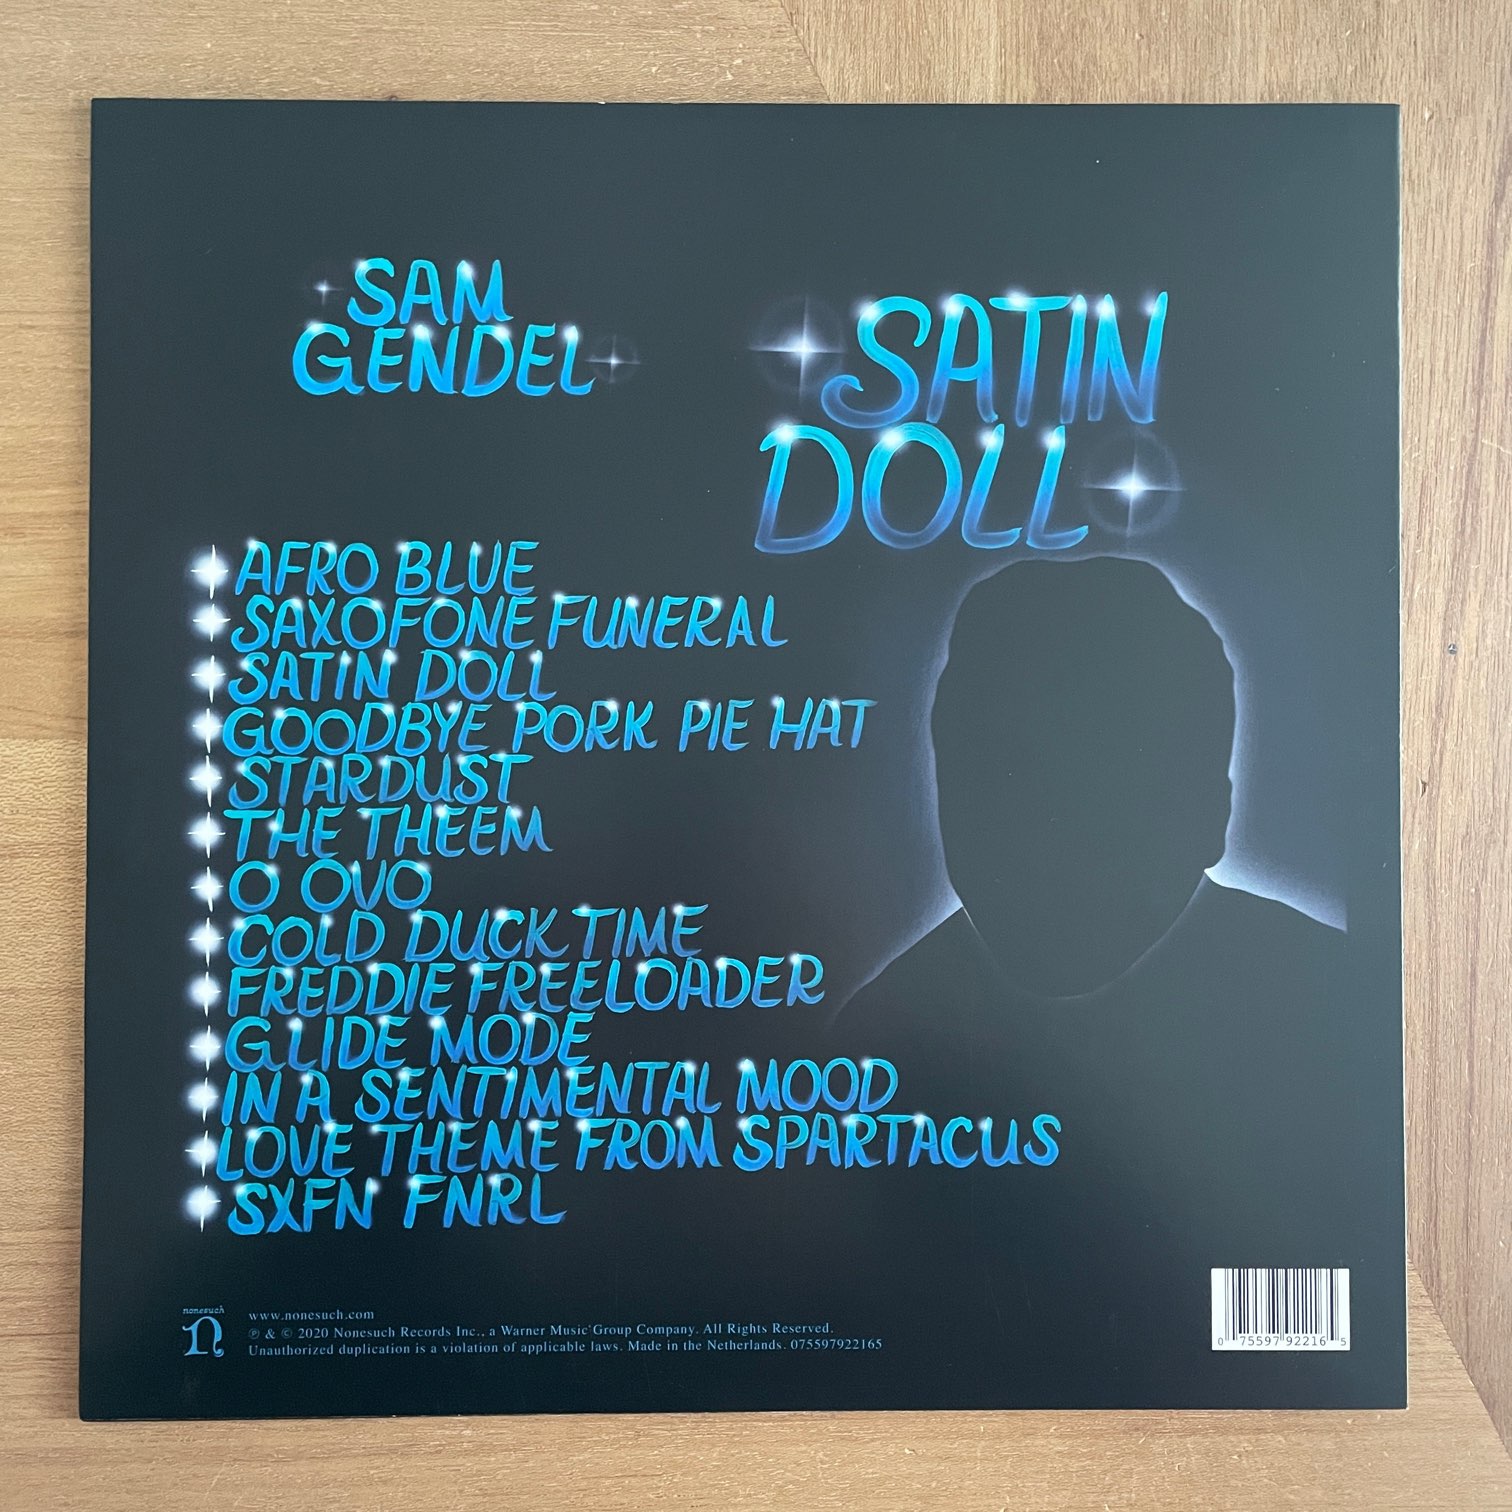 SAM
GENDEL
SATIN
DOLL
AFRO BLUE
SAXOFONE FUNERAL
SATIN DOLL
GOODBYE PORK PIE HAT
STARDUST
THE THEEM
O OVO
COLD DUCK TIME
FREDDIE FREELOADER
GLIDE MODE
IN A SENTIMENTAL MOOD
LOVE THEME FROM SPARTACUS
SXFN FNRL
nonesuch
n
www.nonesuch.com
℗ & © 2020 Nonesuch Records Inc., a Warner Music Group Company. All Rights Reserved.
Unauthorized duplication is a violation of applicable laws. Made in the Netherlands. 075597922165
0 75597 92216 5